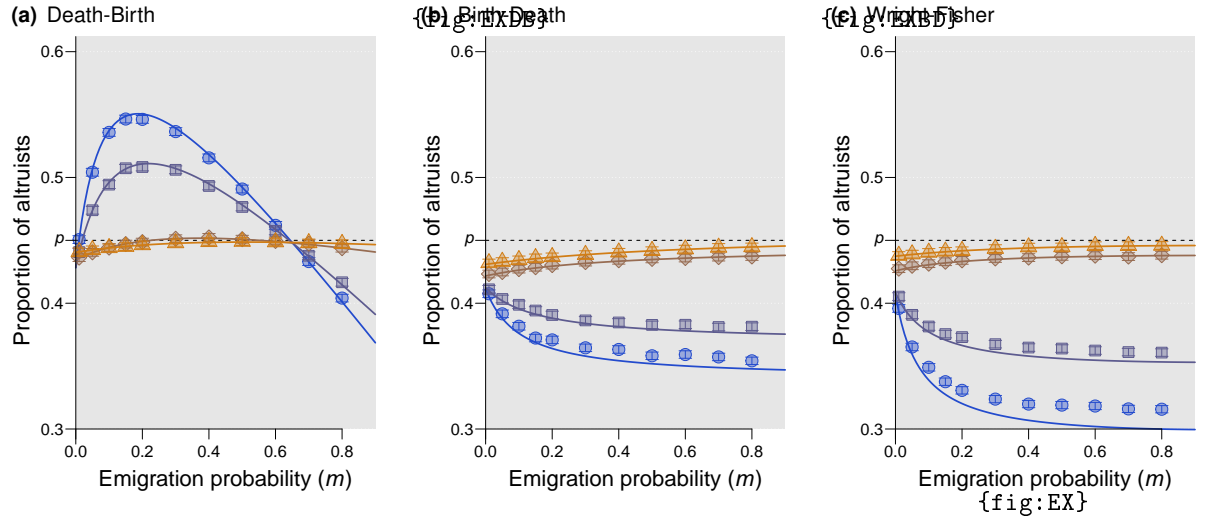 (a) Death-Birth
{fig:EXDB}
(b) Birth-Death
{fig:EXBD}
(c) Wright-Fisher
Proportion of altruists
0.6
0.5
p
0.4
0.3
0.0 0.2 0.4 0.6 0.8
Emigration probability (m)
Proportion of altruists
0.6
0.5
p
0.4
0.3
0.0 0.2 0.4 0.6 0.8
Emigration probability (m)
Proportion of altruists
0.6
0.5
p
0.4
0.3
0.0 0.2 0.4 0.6 0.8
Emigration probability (m)
{fig:EX}